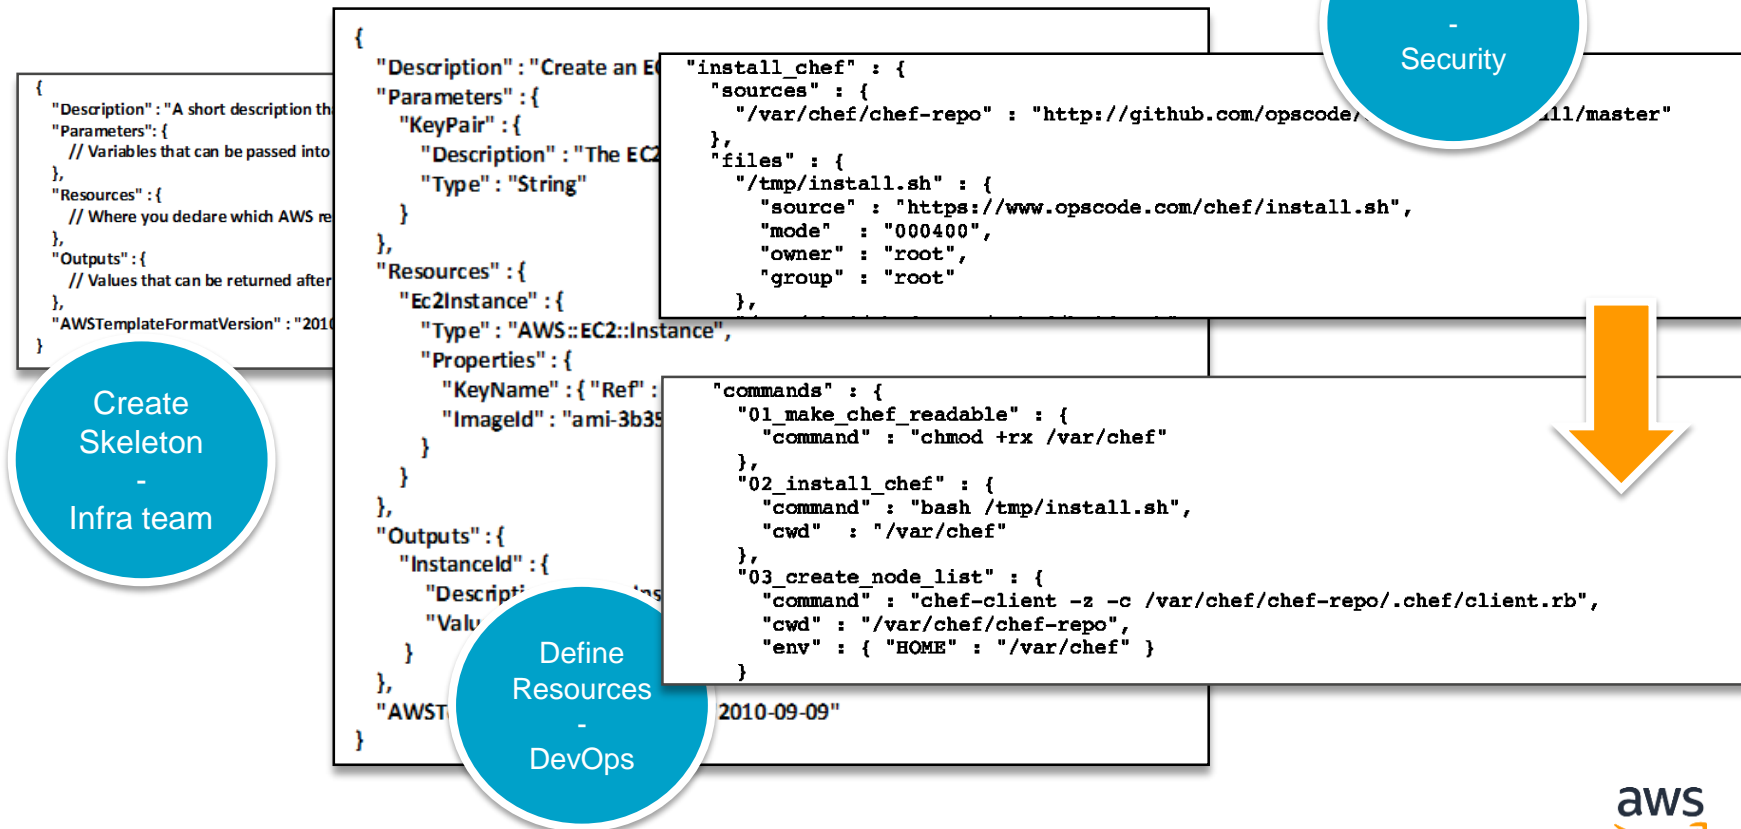 {
"Description" : "A short description tha
"Parameters": {
// Variables that can be passed into
},
"Resources" : {
// Where you declare which AWS re
},
"Outputs" : {
// Values that can be returned after
},
"AWSTemplateFormatVersion" : "2010
}
Create
Skeleton
-
Infra team
{
"Description" : "Create an EC
"Parameters" : {
"KeyPair" : {
"Description" : "The EC2
"Type" : "String"
}
},
"Resources" : {
"Ec2Instance" : {
"Type" : "AWS::EC2::Instance",
"Properties" : {
"KeyName" : { "Ref" :
"ImageId" : "ami-3b35
}
}
},
"Outputs" : {
"InstanceId" : {
"Descripti
"Valu
}
},
"AWST 2010-09-09"
}
Define
Resources
-
DevOps
"install_chef" : {
"sources" : {
"/var/chef/chef-repo" : "http://github.com/opscode/ ll/master"
},
"files" : {
"/tmp/install.sh" : {
"source" : "https://www.opscode.com/chef/install.sh",
"mode" : "000400",
"owner" : "root",
"group" : "root"
},
-
Security
"commands" : {
"01_make_chef_readable" : {
"command" : "chmod +rx /var/chef"
},
"02_install_chef" : {
"command" : "bash /tmp/install.sh",
"cwd" : "/var/chef"
},
"03_create_node_list" : {
"command" : "chef-client -z -c /var/chef/chef-repo/.chef/client.rb",
"cwd" : "/var/chef/chef-repo",
"env" : { "HOME" : "/var/chef" }
}
aws